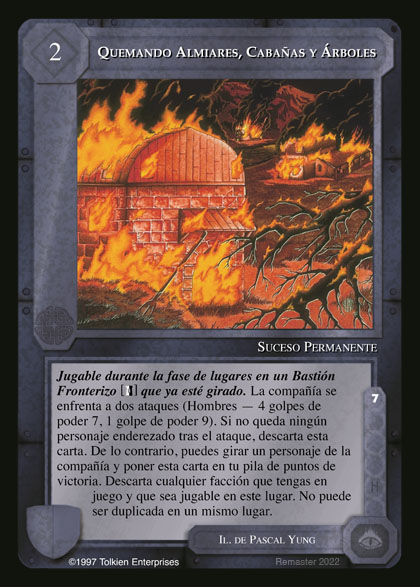 2
Quemando Almiares, Cabañas y Árboles
Suceso Permanente
Jugable durante la fase de lugares en un Bastión
Fronterizo [] que ya esté girado. La compañía se
enfrenta a dos ataques (Hombres — 4 golpes de
poder 7, 1 golpe de poder 9). Si no queda ningún
personaje enderezado tras el ataque, descarta esta
carta. De lo contrario, puedes girar un personaje de la
compañía y poner esta carta en tu pila de puntos de
victoria. Descarta cualquier facción que tengas en
juego y que sea jugable en este lugar. No puede
ser duplicada en un mismo lugar.
7
H
Il. de Pascal Yung
©1997 Tolkien Enterprises
Remaster 2022